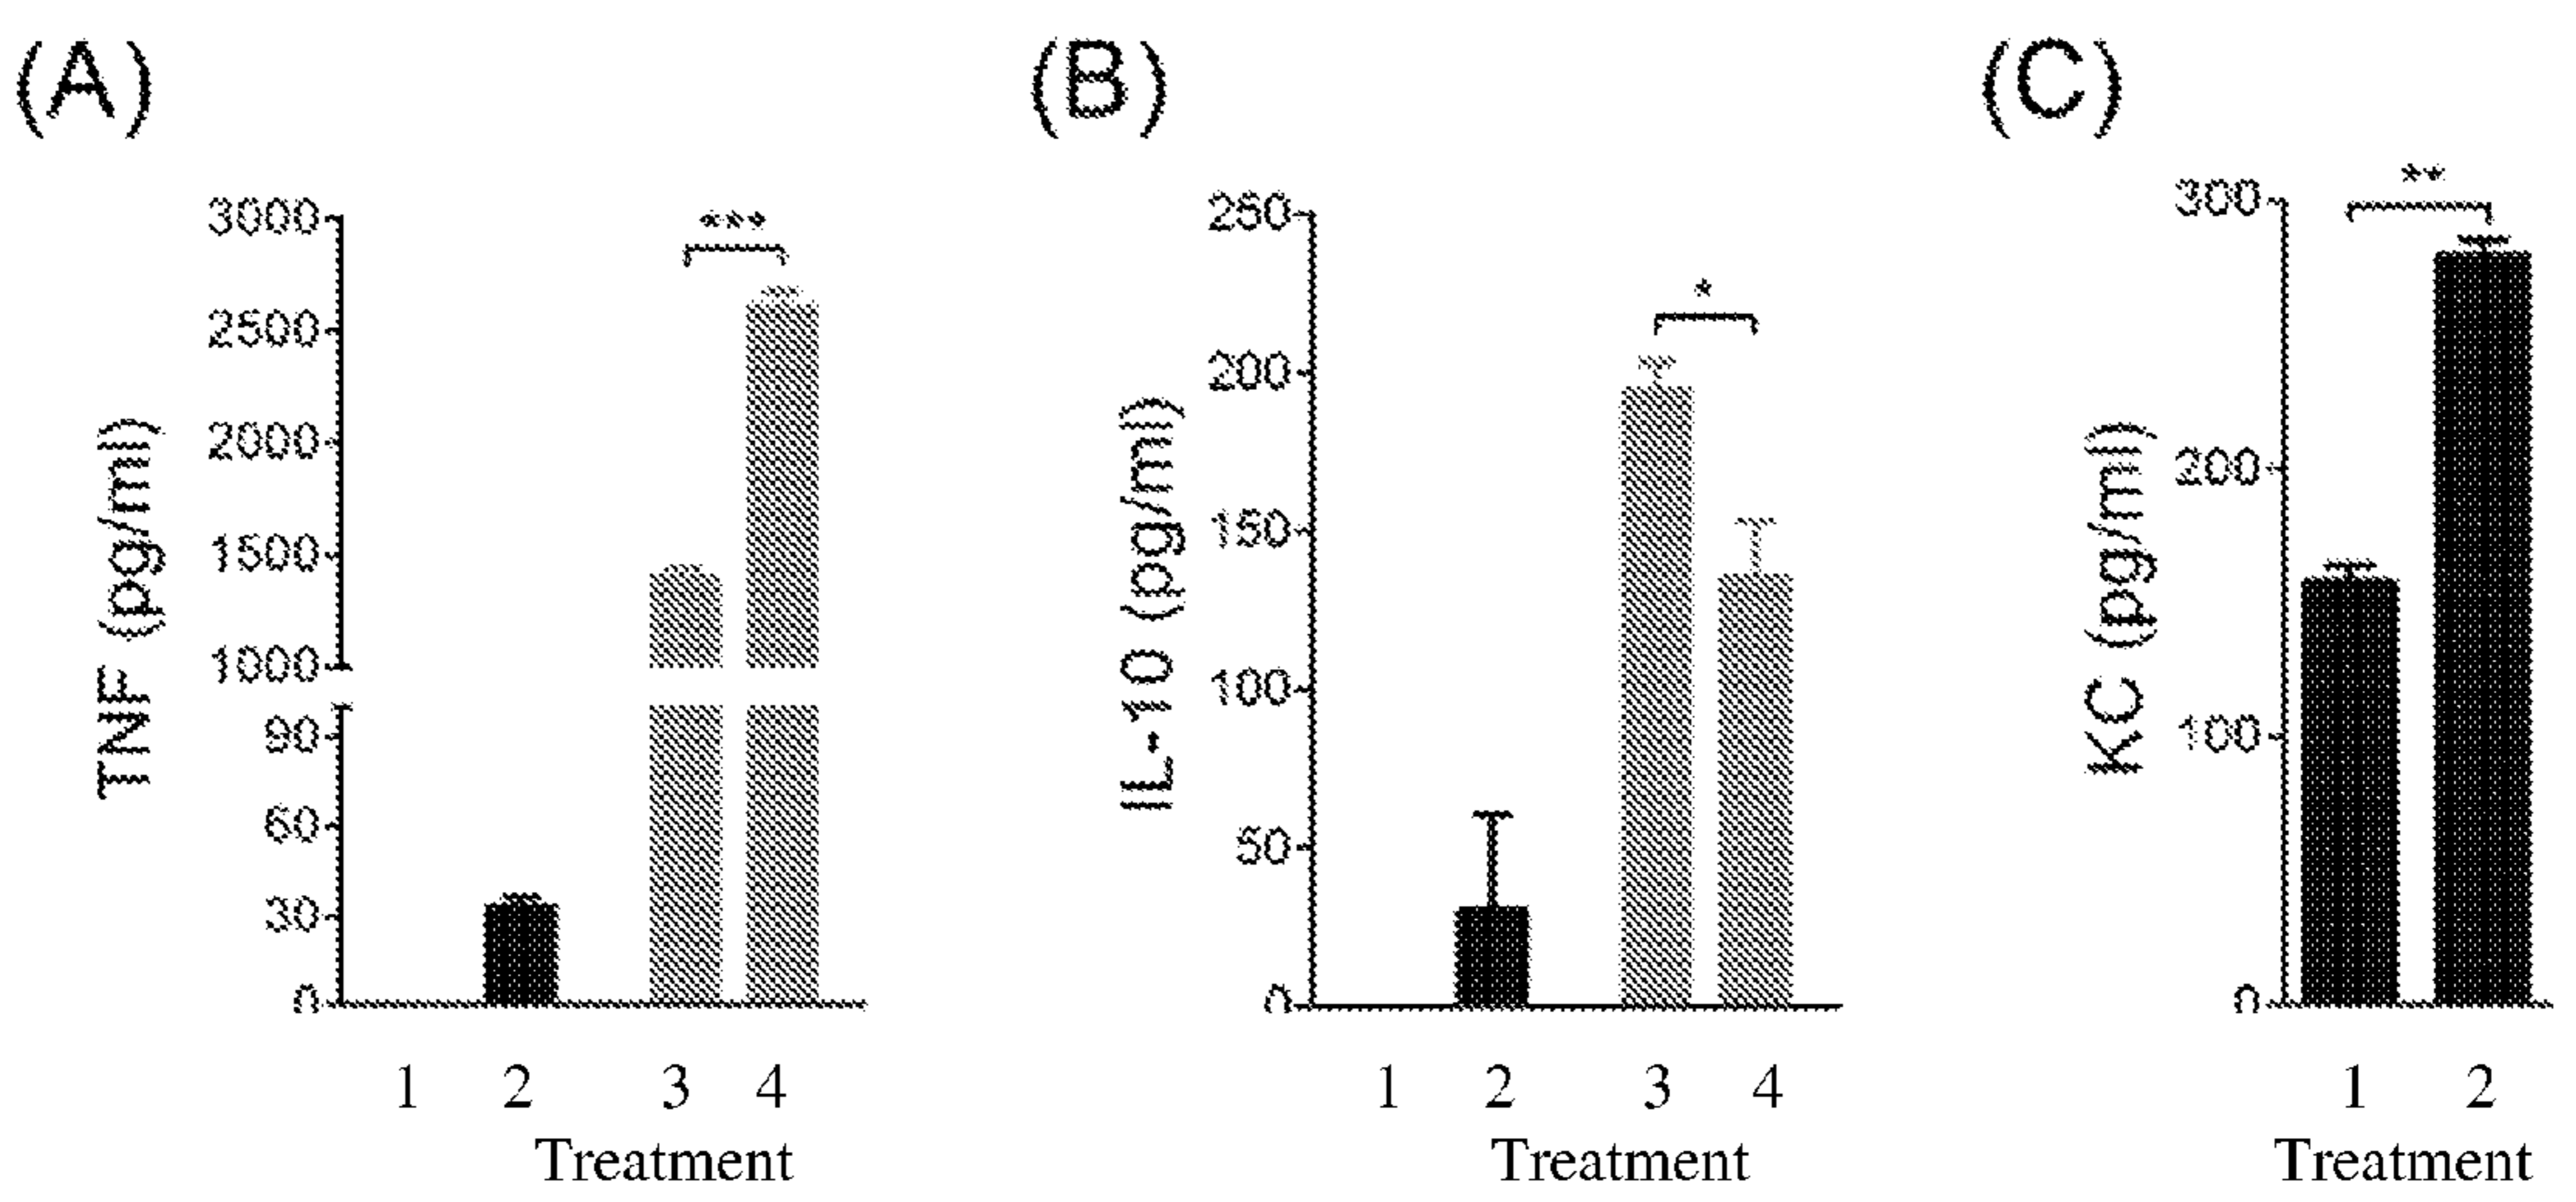 (A)
TNF (pg/ml)
3000
2500
2000
1500
1000
90
60
30
0
***
1 2 3 4
Treatment
(B)
IL-10 (pg/ml)
250
200
150
100
50
0
*
1 2 3 4
Treatment
(C)
KC (pg/ml)
300
200
100
0
**
1 2
Treatment